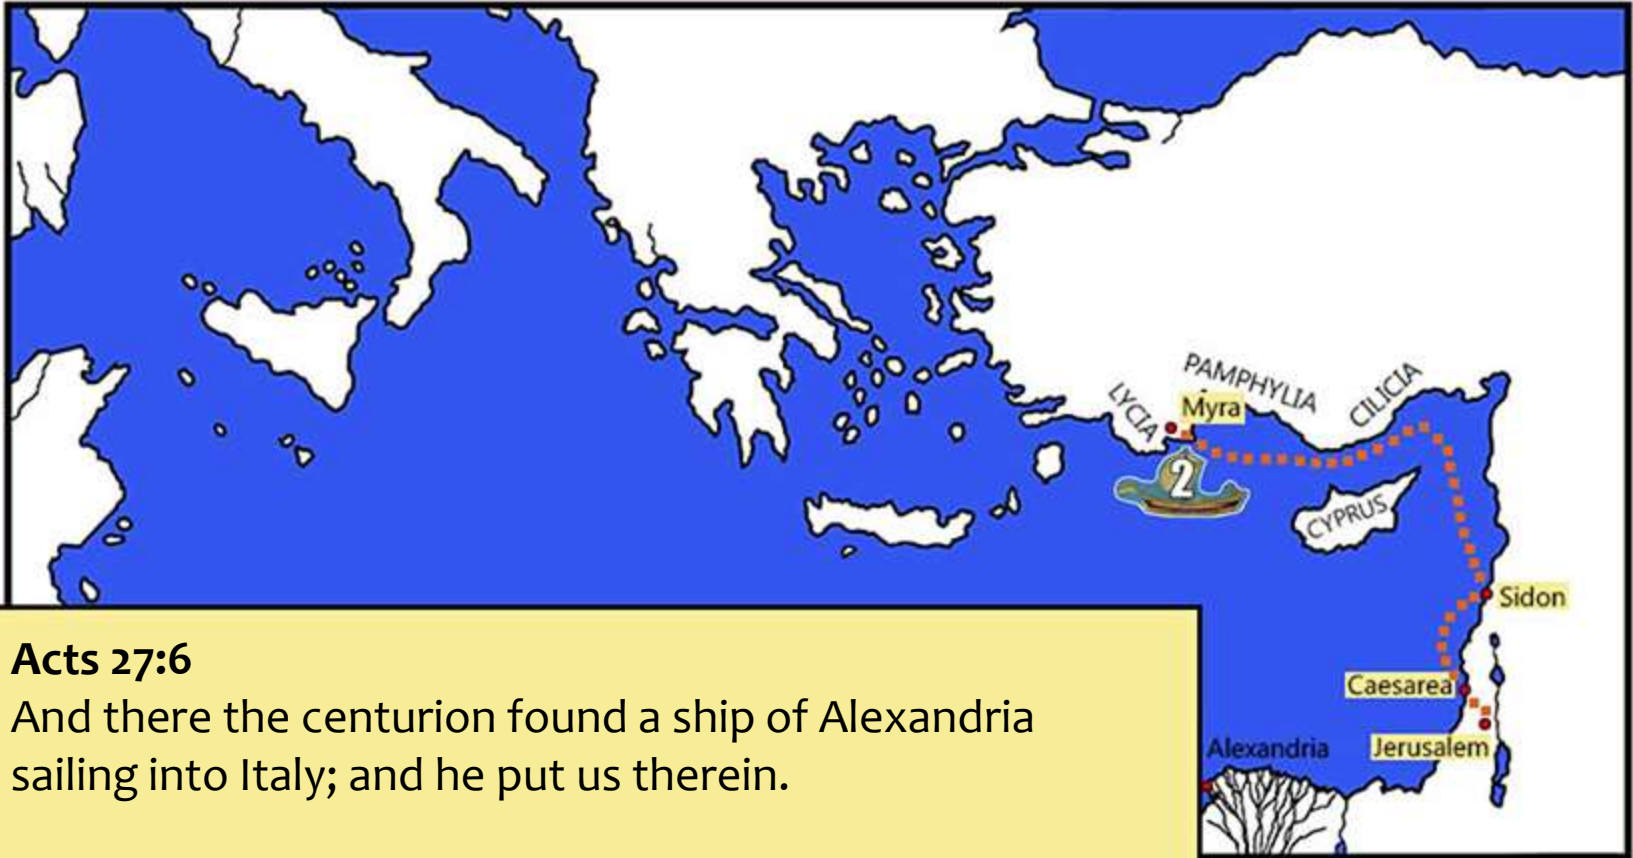 PAMPHYLIA
LYCIA
CILICIA
Myra
2
CYPRUS
Sidon
Caesarea
Jerusalem
Alexandria
Acts 27:6
And there the centurion found a ship of Alexandria
sailing into Italy; and he put us therein.